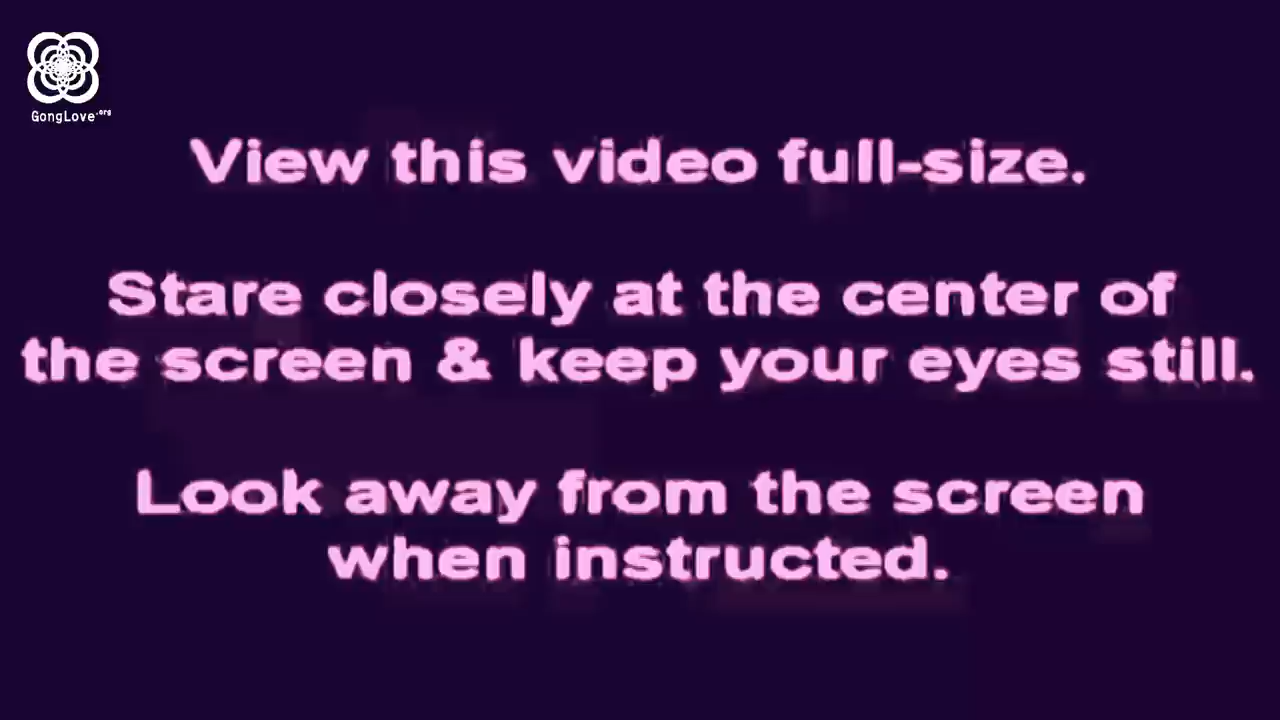 GongLove.org
View this video full-size.
Stare closely at the center of
the screen & keep your eyes still.
Look away from the screen
when instructed.